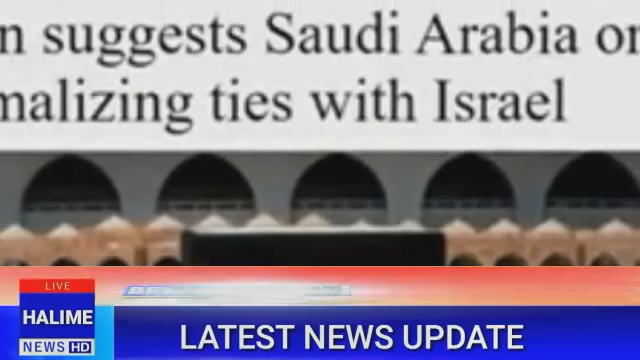 n suggests Saudi Arabia or
malizing ties with Israel
LIVE
HALIME
NEWS HD
LATEST NEWS UPDATE